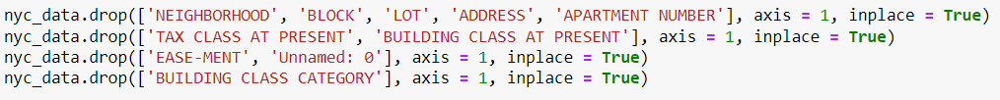 nyc_data.drop(['NEIGHBORHOOD', 'BLOCK', 'LOT', 'ADDRESS', 'APARTMENT NUMBER'], axis = 1, inplace = True)
nyc_data.drop(['TAX CLASS AT PRESENT', 'BUILDING CLASS AT PRESENT'], axis = 1, inplace = True)
nyc_data.drop(['EASE-MENT', 'Unnamed: 0'], axis = 1, inplace = True)
nyc_data.drop(['BUILDING CLASS CATEGORY'], axis = 1, inplace = True)